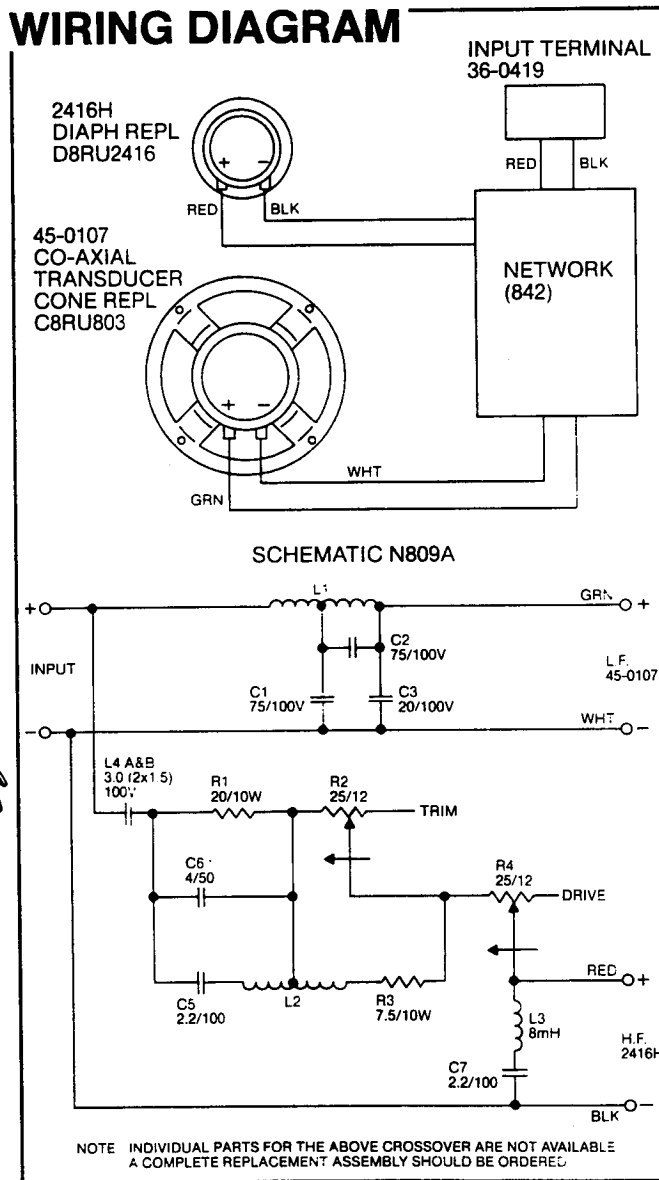 WIRING DIAGRAM
INPUT TERMINAL
36-0419
2416H
DIAPH REPL
D8RU2416
+ −
RED BLK
RED BLK
45-0107
CO-AXIAL
TRANSDUCER
CONE REPL
C8RU803
NETWORK
(842)
+ −
WHT
GRN
SCHEMATIC N809A
L1
GRN
+ +
C2
75/100V
INPUT
L.F.
45-0107
C1
75/100V
C3
20/100V
WHT
− −
L4 A&B
3.0 (2x1.5)
100V
R1
20/10W
R2
25/12
TRIM
C6
4/50
R4
25/12
DRIVE
C5
2.2/100
L2
R3
7.5/10W
RED
+
L3
8mH
H.F.
2416H
C7
2.2/100
BLK
−
NOTE INDIVIDUAL PARTS FOR THE ABOVE CROSSOVER ARE NOT AVAILABLE
A COMPLETE REPLACEMENT ASSEMBLY SHOULD BE ORDERED